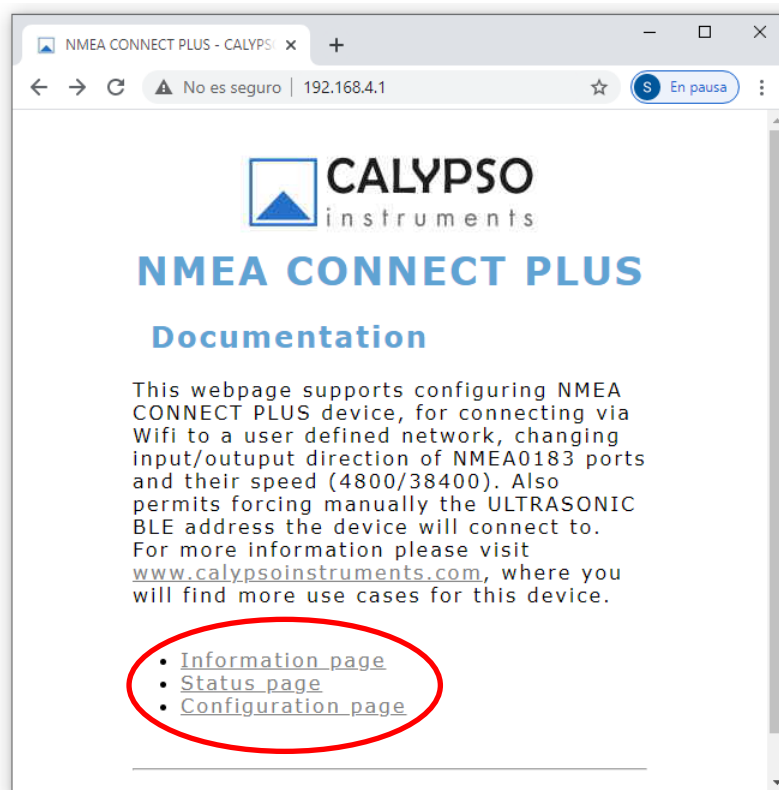 NMEA CONNECT PLUS - CALYPS
No es seguro | 192.168.4.1
S
En pausa
CALYPSO
instruments
NMEA CONNECT PLUS
Documentation
This webpage supports configuring NMEA
CONNECT PLUS device, for connecting via
Wifi to a user defined network, changing
input/outuput direction of NMEA0183 ports
and their speed (4800/38400). Also
permits forcing manually the ULTRASONIC
BLE address the device will connect to.
For more information please visit
www.calypsoinstruments.com, where you
will find more use cases for this device.
• Information page
• Status page
• Configuration page